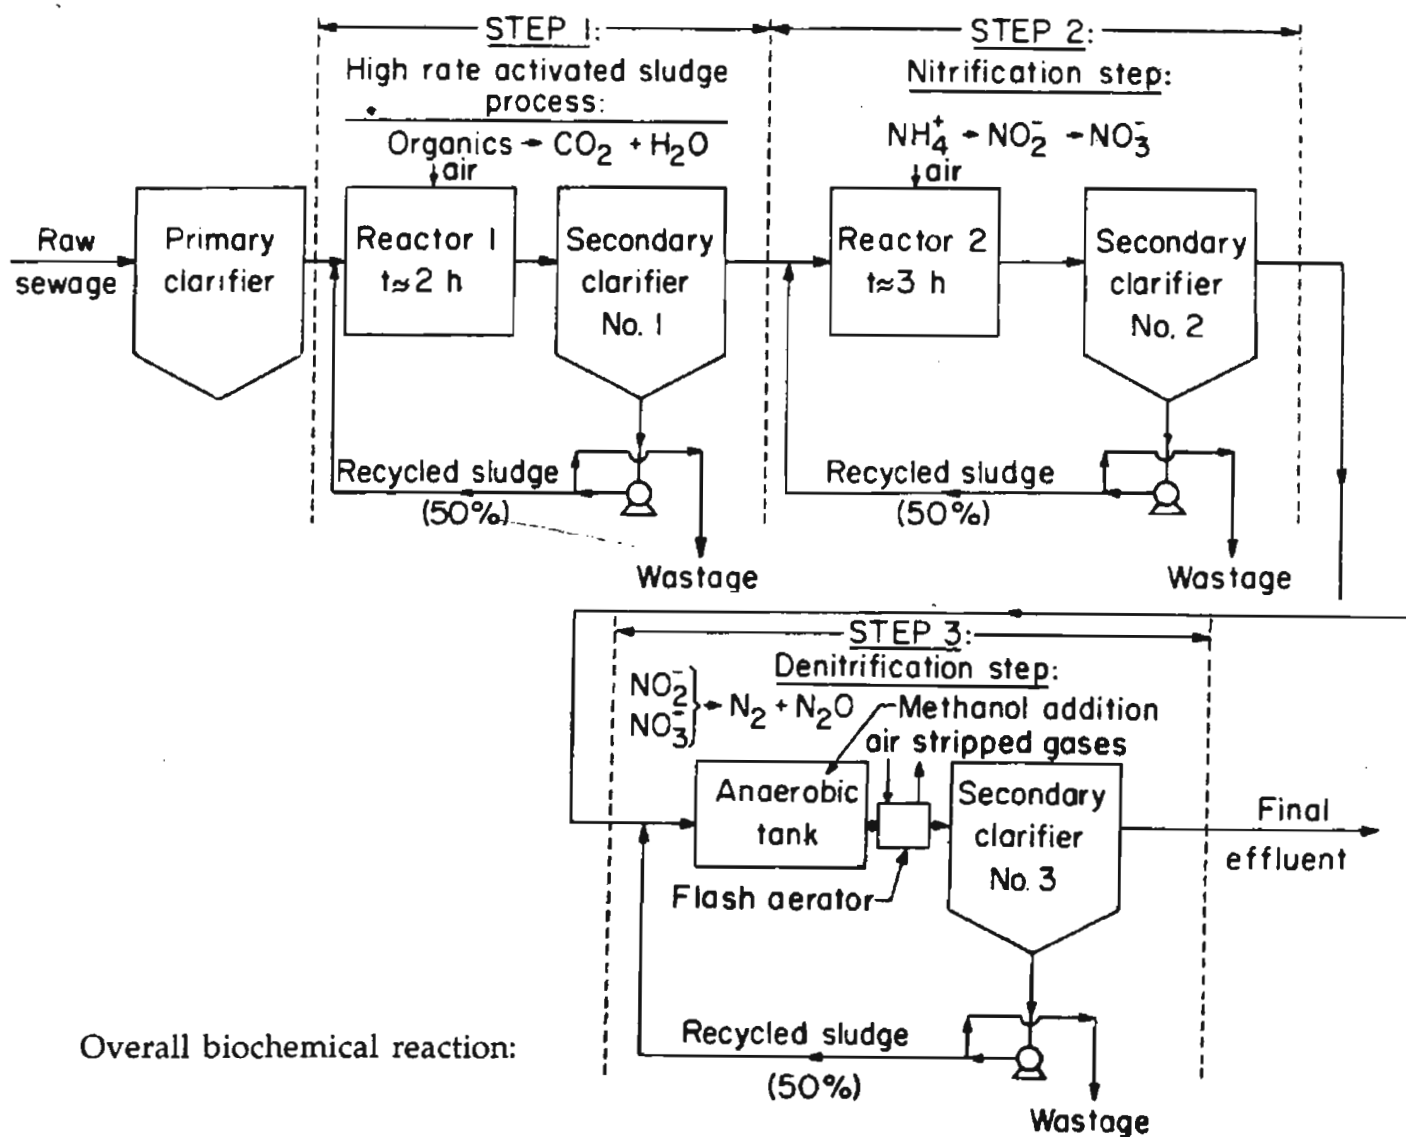 STEP 1:
High rate activated sludge
process:
Organics → CO₂ + H₂O
air
Raw
sewage
Primary
clarifier
Reactor 1
t≈2 h
Secondary
clarifier
No. 1
Recycled sludge
(50%)
Wastage
STEP 2:
Nitrification step:
NH₄⁺ → NO₂⁻ → NO₃⁻
air
Reactor 2
t≈3 h
Secondary
clarifier
No. 2
Recycled sludge
(50%)
Wastage
STEP 3:
Denitrification step:
NO₂⁻
NO₃⁻
} → N₂ + N₂O
Methanol addition
air stripped gases
Anaerobic
tank
Flash aerator
Secondary
clarifier
No. 3
Final
effluent
Recycled sludge
(50%)
Wastage
Overall biochemical reaction: